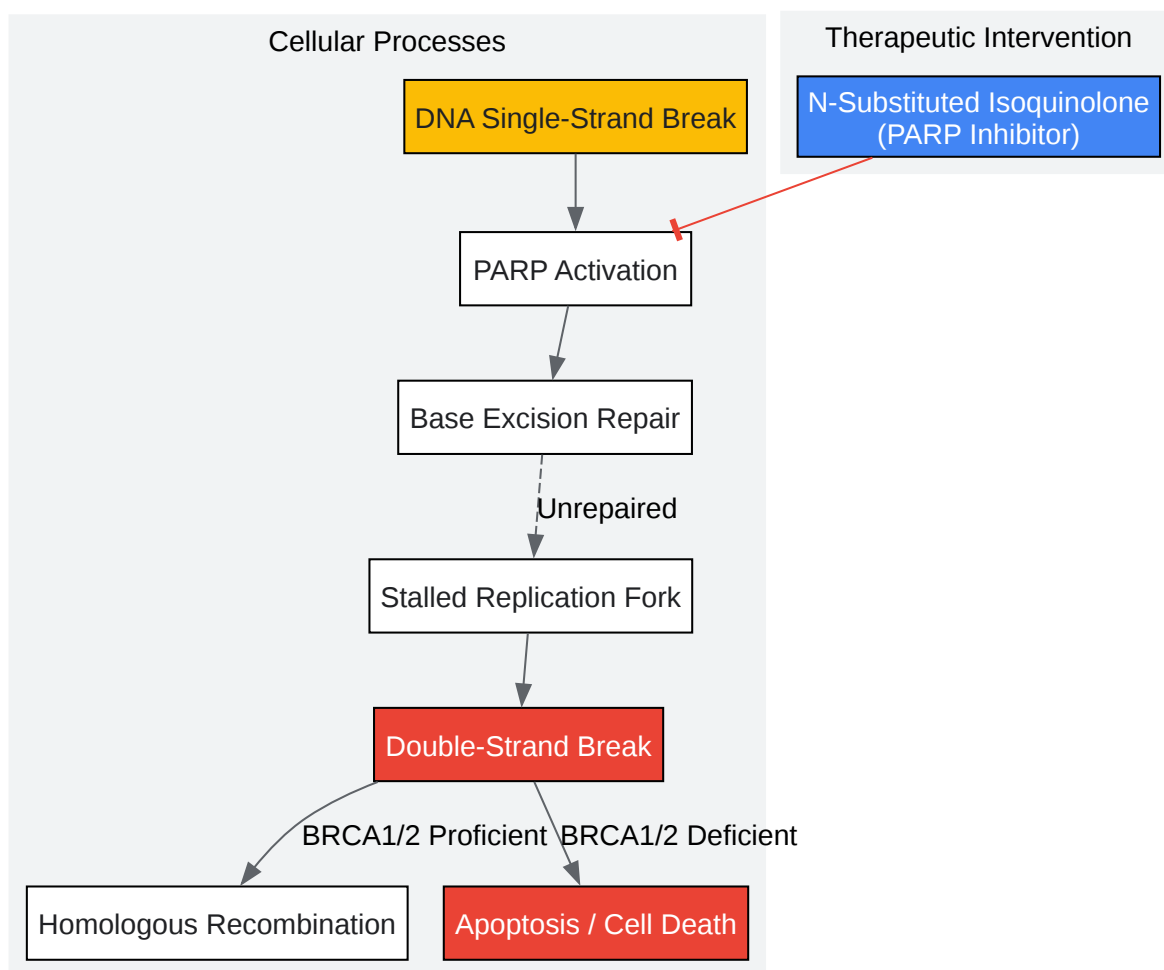 Cellular Processes
Therapeutic Intervention
DNA Single-Strand Break
N-Substituted Isoquinolone
(PARP Inhibitor)
PARP Activation
Base Excision Repair
Unrepaired
Stalled Replication Fork
Double-Strand Break
BRCA1/2 Proficient
BRCA1/2 Deficient
Homologous Recombination
Apoptosis / Cell Death